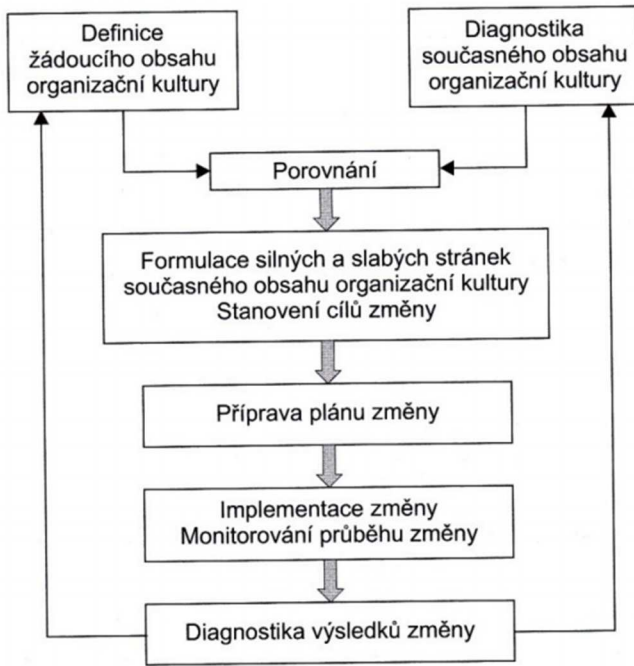 Definice
žádoucího obsahu
organizační kultury
Diagnostika
současného obsahu
organizační kultury
Porovnání
Formulace silných a slabých stránek
současného obsahu organizační kultury
Stanovení cílů změny
Příprava plánu změny
Implementace změny
Monitorování průběhu změny
Diagnostika výsledků změny